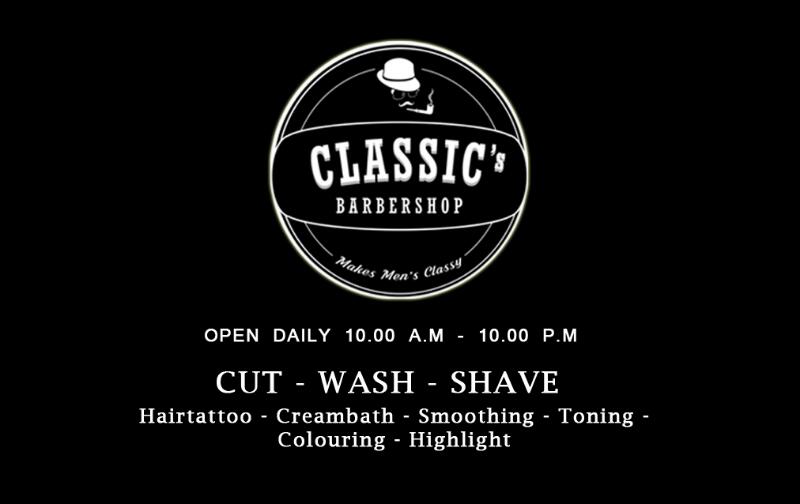 CLASSIC's
BARBERSHOP
Makes Men's Classy
OPEN DAILY 10.00 A.M - 10.00 P.M
CUT - WASH - SHAVE
Hairtattoo - Creambath - Smoothing - Toning -
Colouring - Highlight